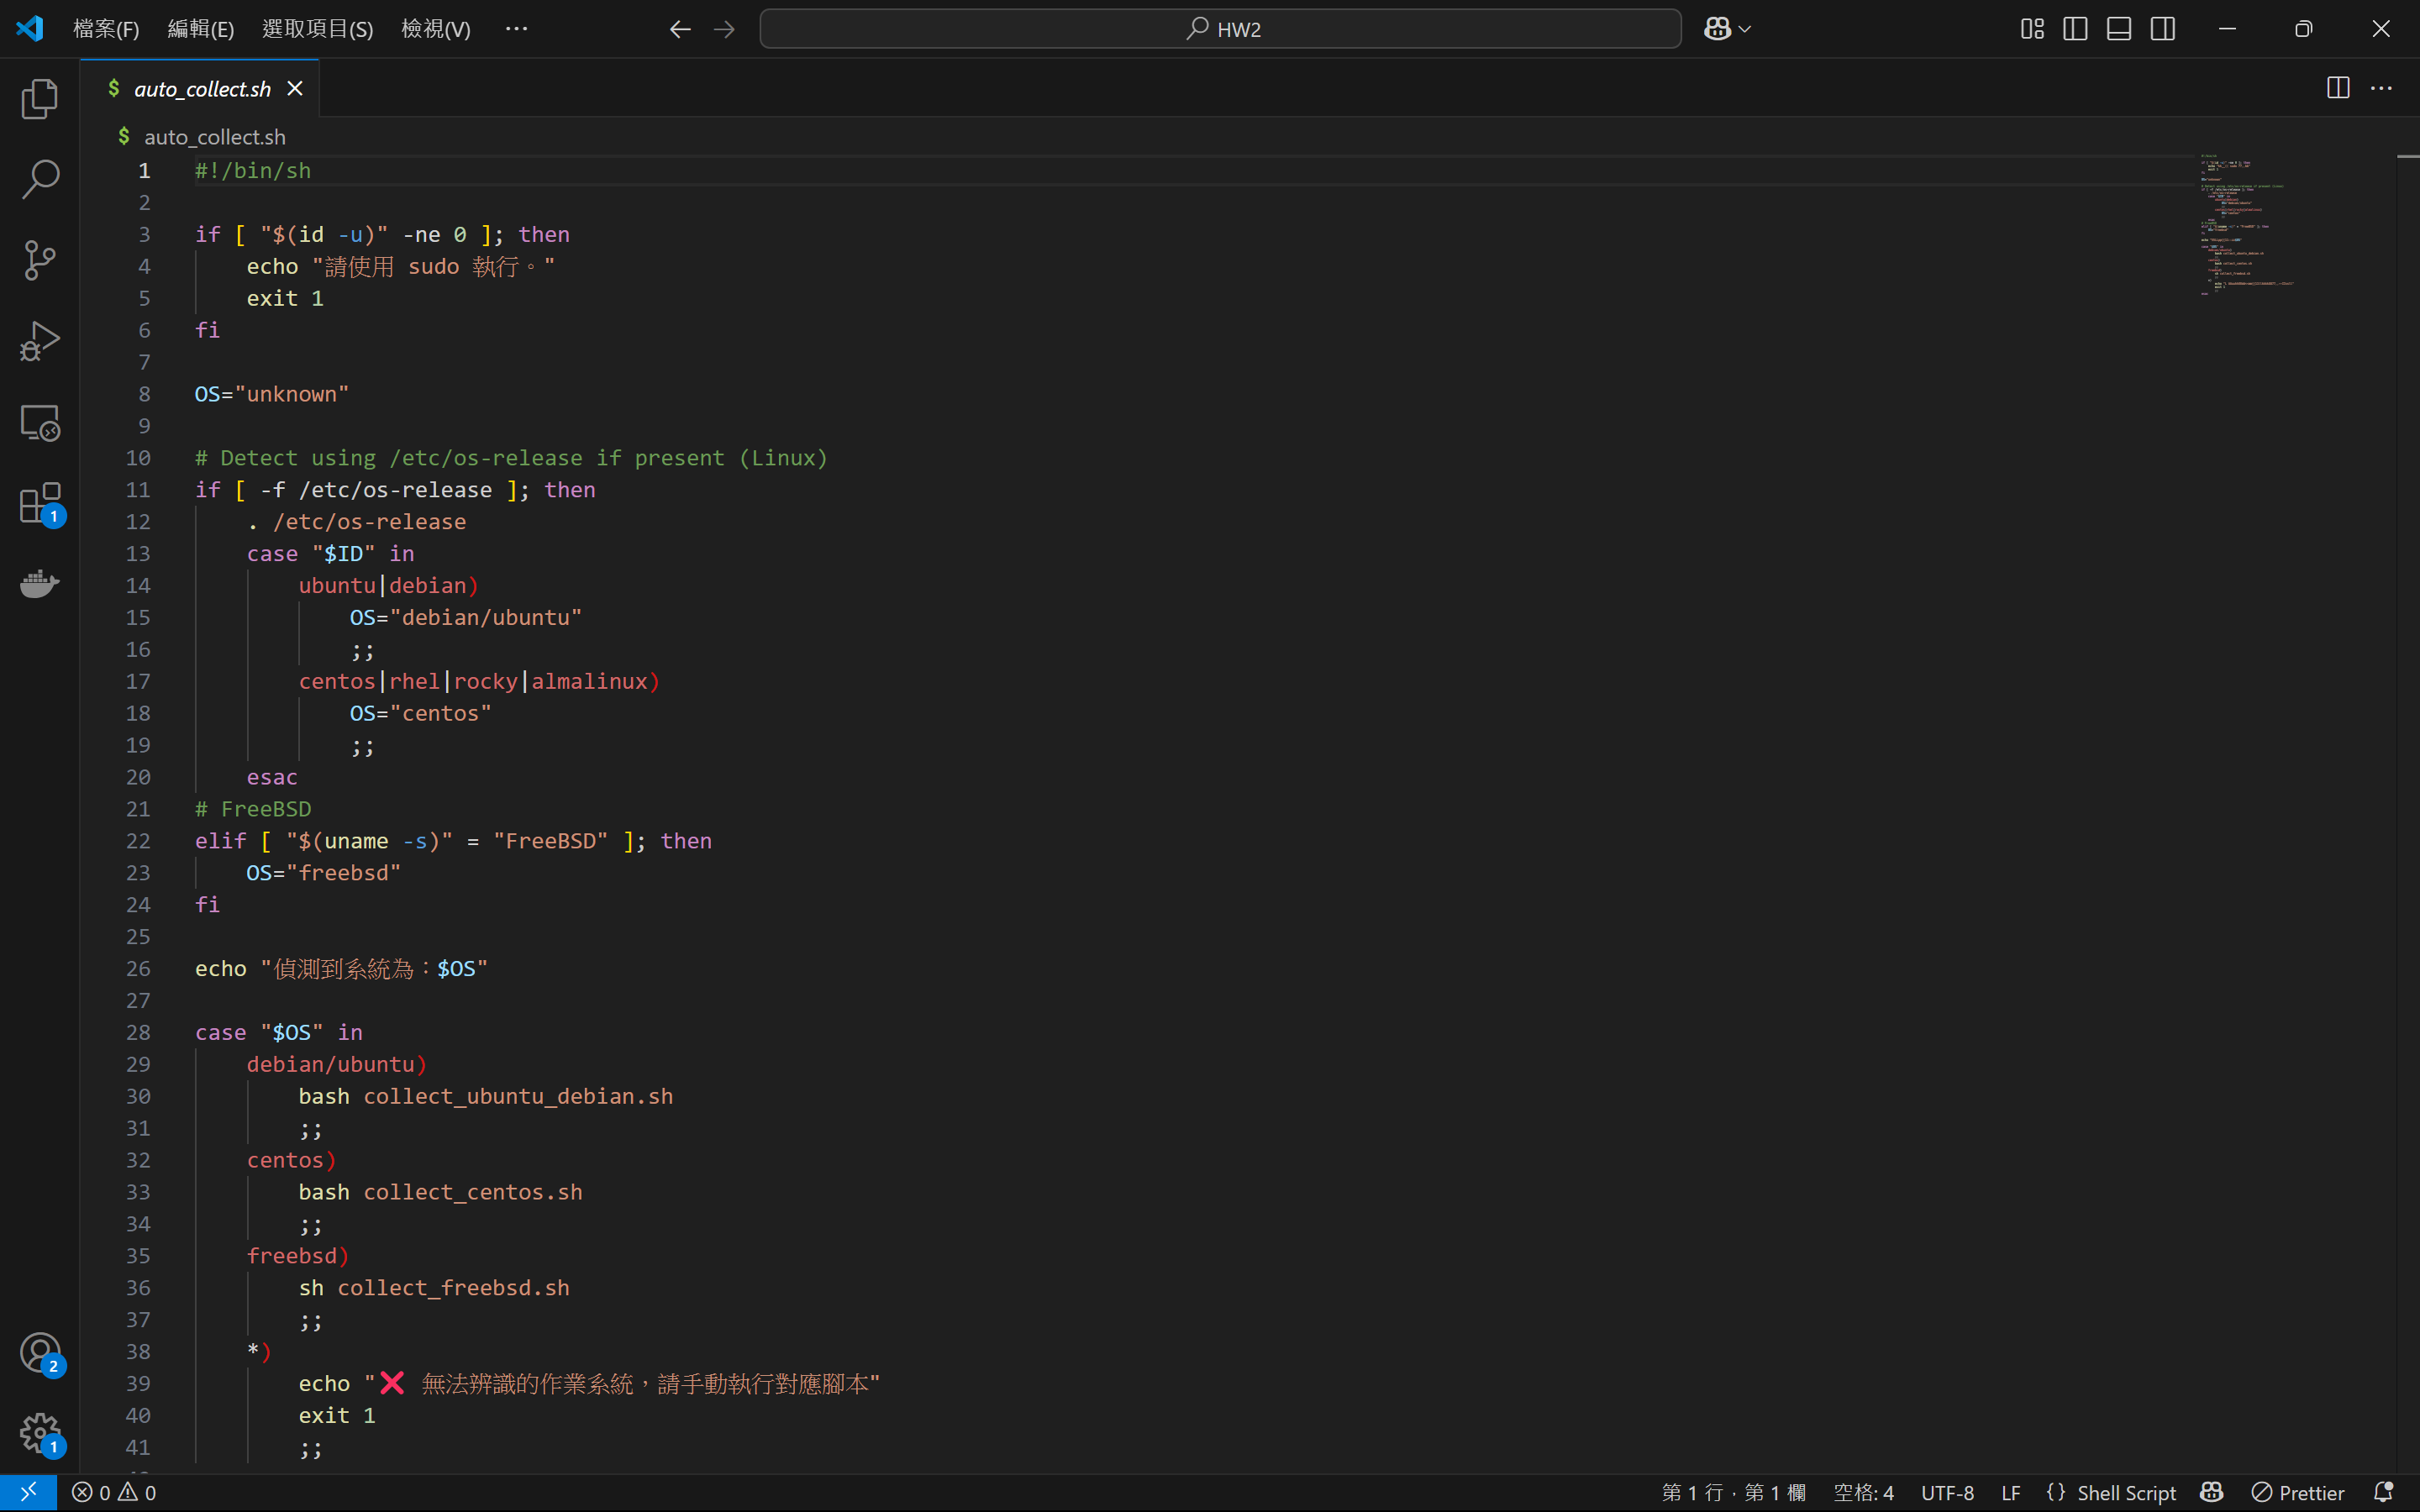 檔案(F) 編輯(E) 選取項目(S) 檢視(V) ··· HW2
$ auto_collect.sh
$ auto_collect.sh
1 #!/bin/sh
2
3 if [ "$(id -u)" -ne 0 ]; then
4 echo "請使用 sudo 執行。"
5 exit 1
6 fi
7
8 OS="unknown"
9
10 # Detect using /etc/os-release if present (Linux)
11 if [ -f /etc/os-release ]; then
12 . /etc/os-release
13 case "$ID" in
14 ubuntu|debian)
15 OS="debian/ubuntu"
16 ;;
17 centos|rhel|rocky|almalinux)
18 OS="centos"
19 ;;
20 esac
21 # FreeBSD
22 elif [ "$(uname -s)" = "FreeBSD" ]; then
23 OS="freebsd"
24 fi
25
26 echo "偵測到系統為：$OS"
27
28 case "$OS" in
29 debian/ubuntu)
30 bash collect_ubuntu_debian.sh
31 ;;
32 centos)
33 bash collect_centos.sh
34 ;;
35 freebsd)
36 sh collect_freebsd.sh
37 ;;
38 *)
39 echo "❌ 無法辨識的作業系統，請手動執行對應腳本"
40 exit 1
41 ;;
1
2
1
0 0 第 1 行，第 1 欄 空格: 4 UTF-8 LF {} Shell Script Prettier